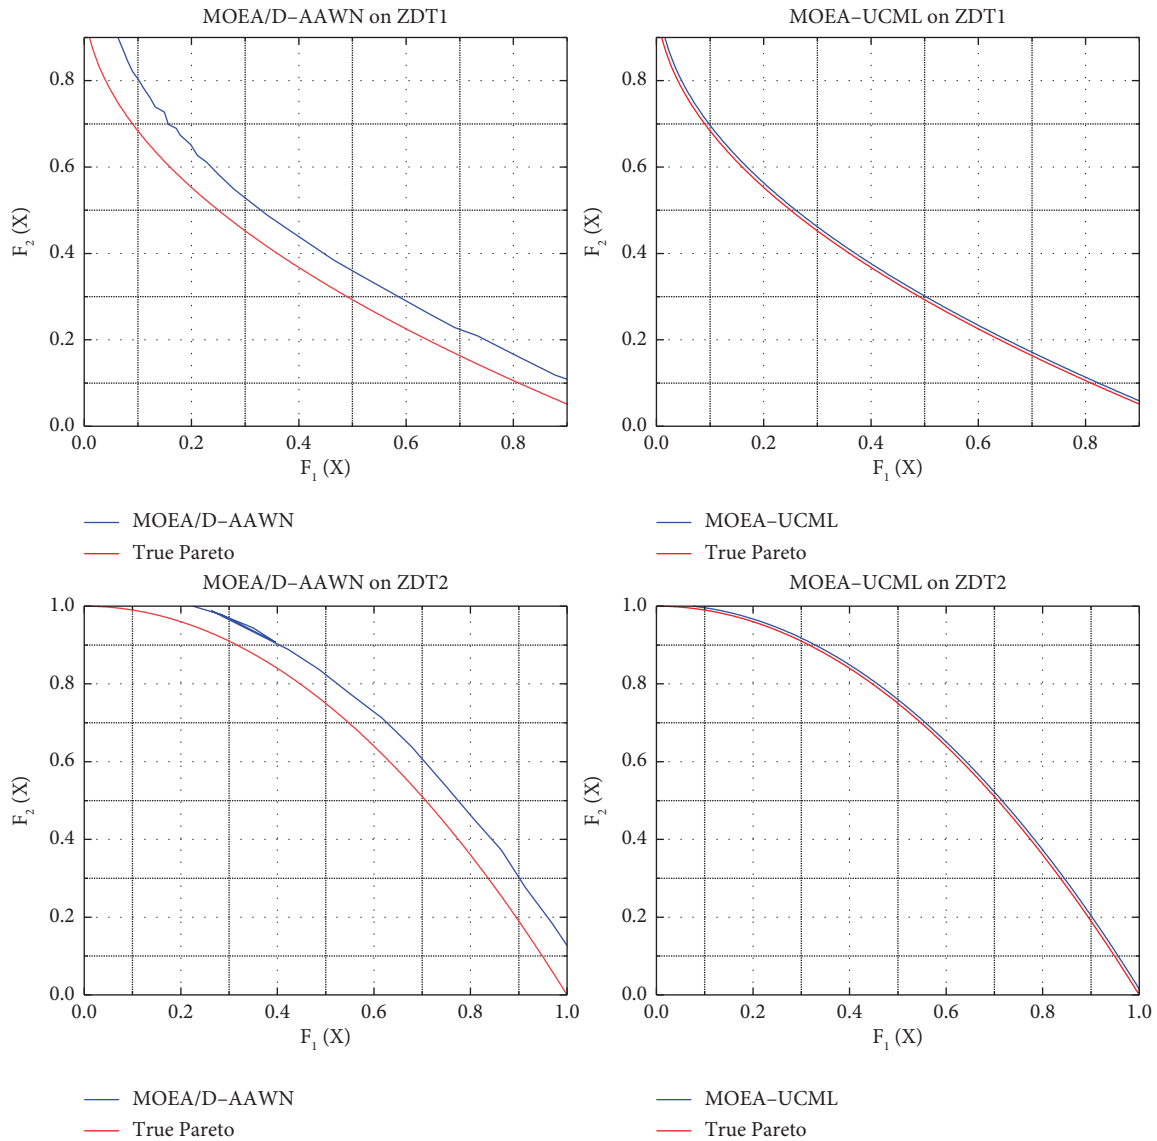 MOEA/D–AAWN on ZDT1
0.8
0.6
F₂ (X)
0.4
0.2
0.0
0.0 0.2 0.4 0.6 0.8
F₁ (X)
MOEA/D–AAWN
True Pareto
MOEA–UCML on ZDT1
0.8
0.6
F₂ (X)
0.4
0.2
0.0
0.0 0.2 0.4 0.6 0.8
F₁ (X)
MOEA–UCML
True Pareto
MOEA/D–AAWN on ZDT2
1.0
0.8
0.6
F₂ (X)
0.4
0.2
0.0
0.0 0.2 0.4 0.6 0.8 1.0
F₁ (X)
MOEA/D–AAWN
True Pareto
MOEA–UCML on ZDT2
1.0
0.8
0.6
F₂ (X)
0.4
0.2
0.0
0.0 0.2 0.4 0.6 0.8 1.0
F₁ (X)
MOEA–UCML
True Pareto